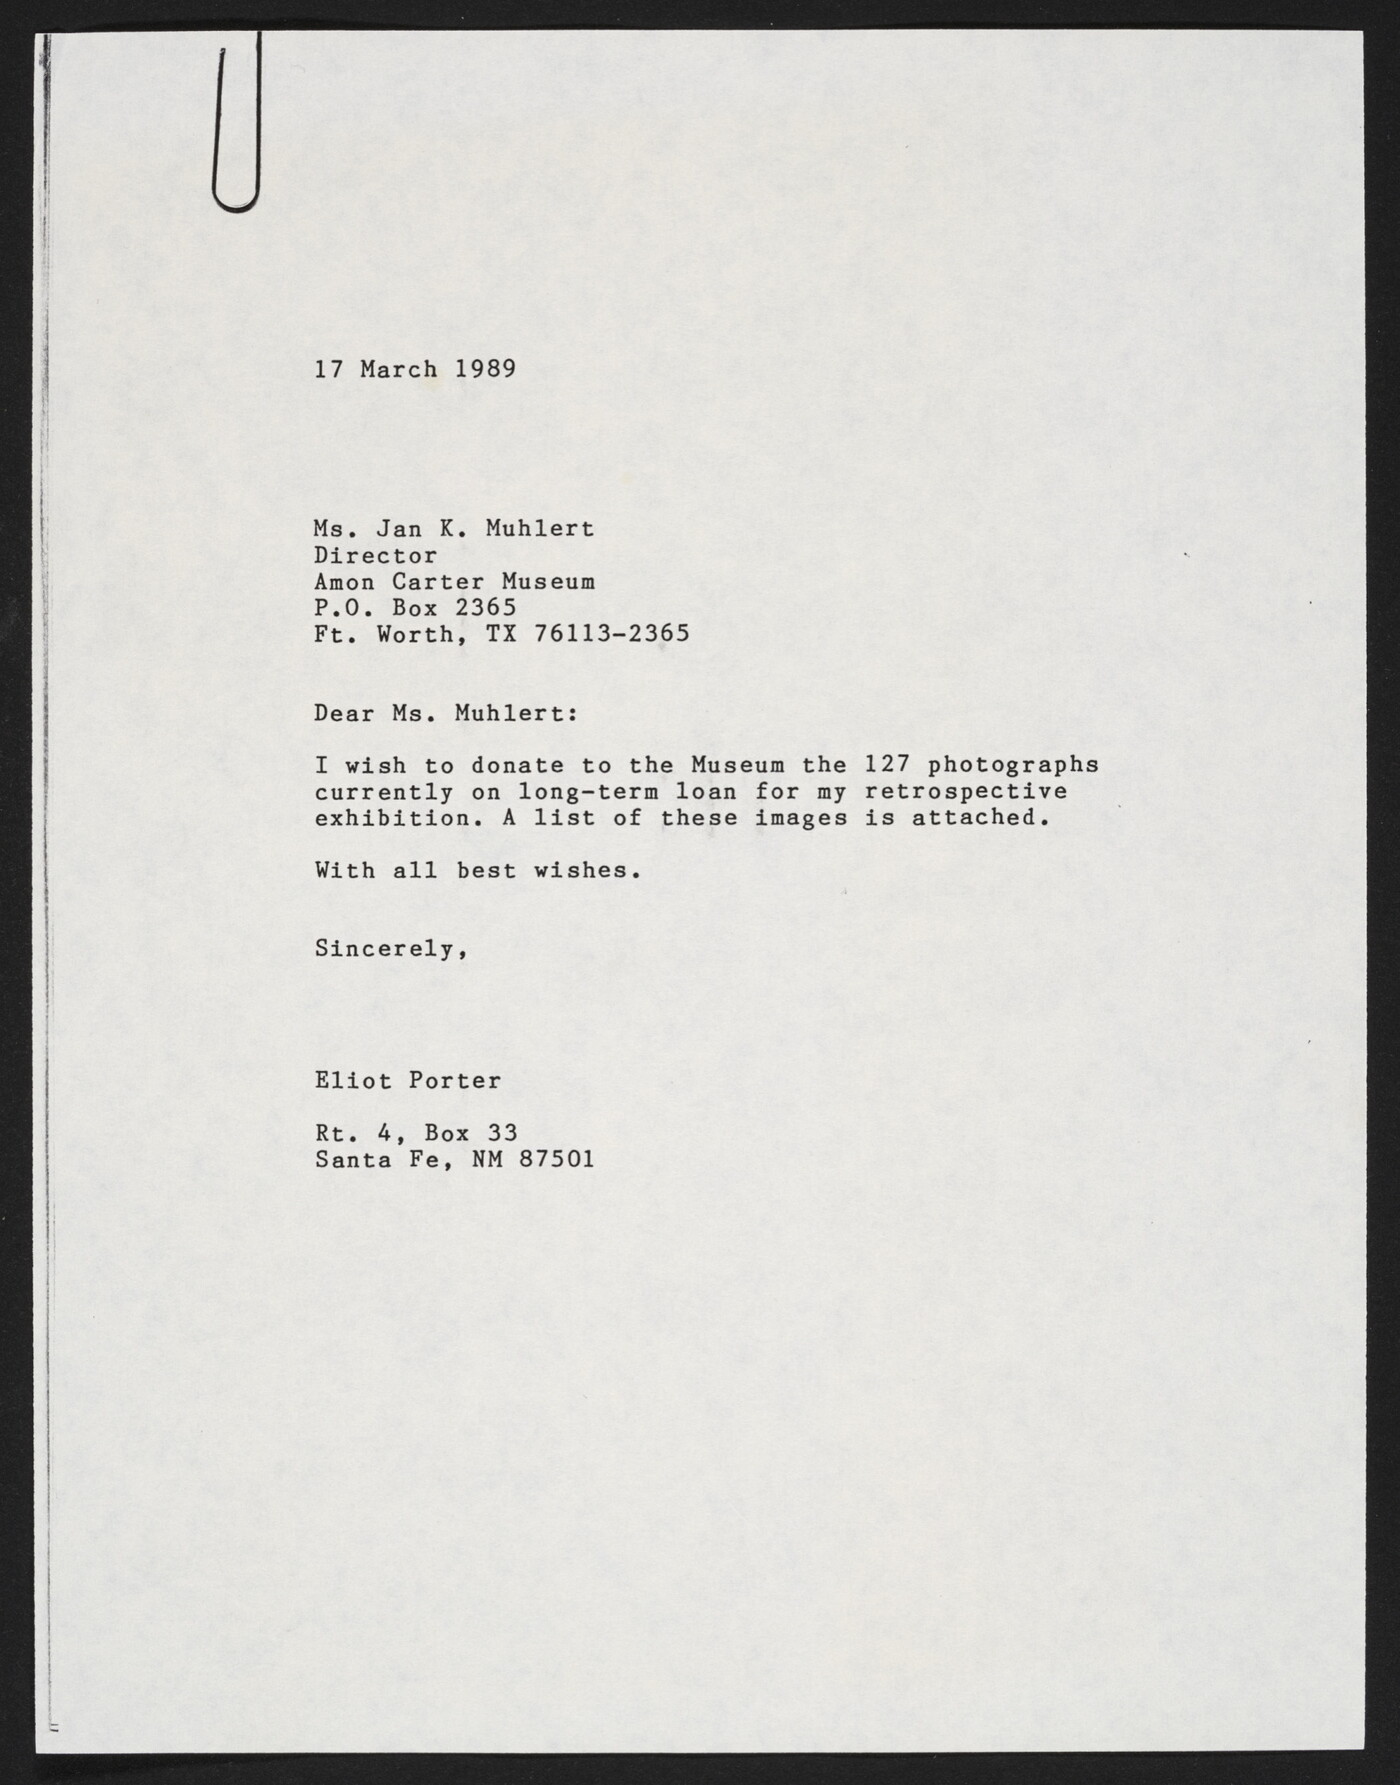 17 March 1989
Ms. Jan K. Muhlert
Director
Amon Carter Museum
P.O. Box 2365
Ft. Worth, TX 76113-2365
Dear Ms. Muhlert:
I wish to donate to the Museum the 127 photographs
currently on long-term loan for my retrospective
exhibition. A list of these images is attached.
With all best wishes.
Sincerely,
Eliot Porter
Rt. 4, Box 33
Santa Fe, NM 87501